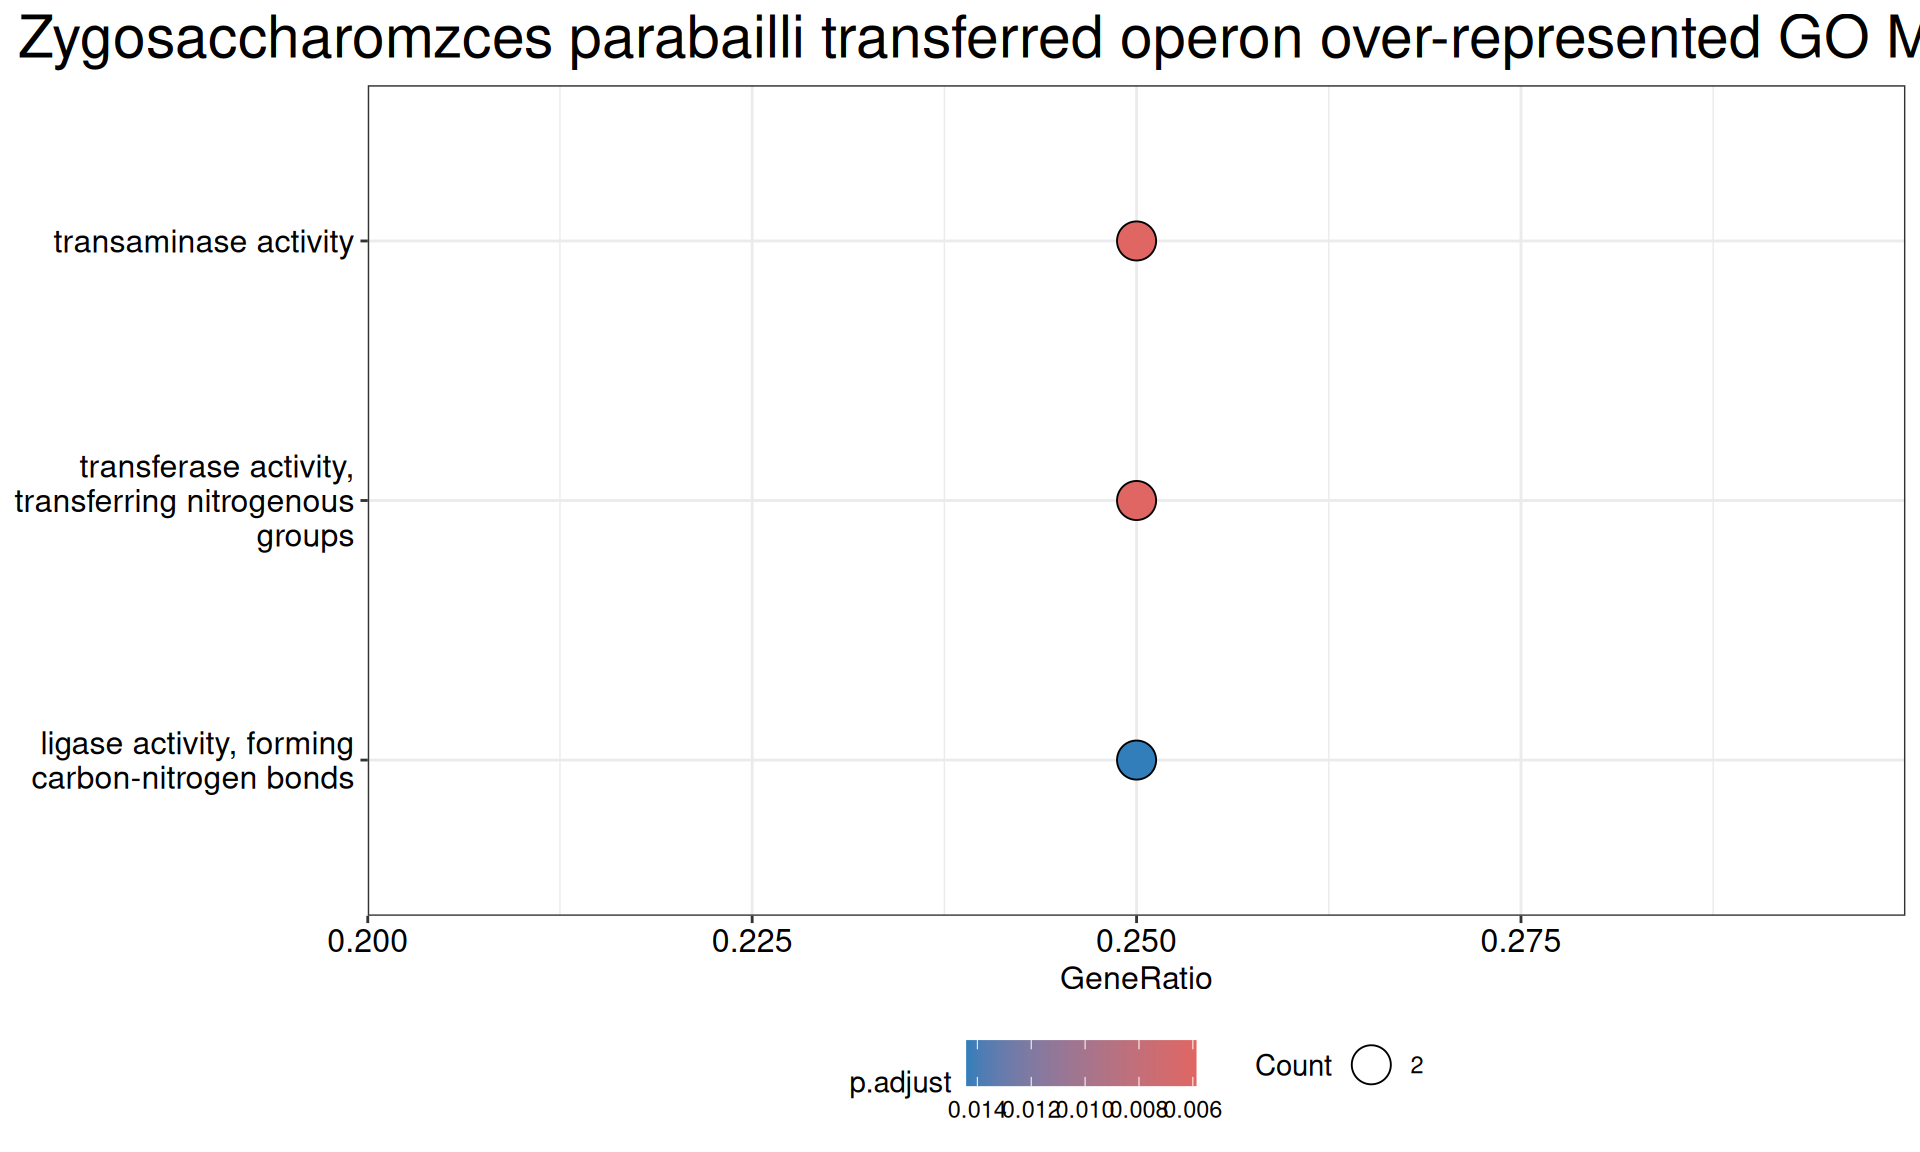 Zygosaccharomzces parabailli transferred operon over-represented GO M
transaminase activity
transferase activity,
transferring nitrogenous
groups
ligase activity, forming
carbon-nitrogen bonds
0.200 0.225 0.250 0.275
GeneRatio
p.adjust
0.014 0.012 0.010 0.008 0.006
Count 2